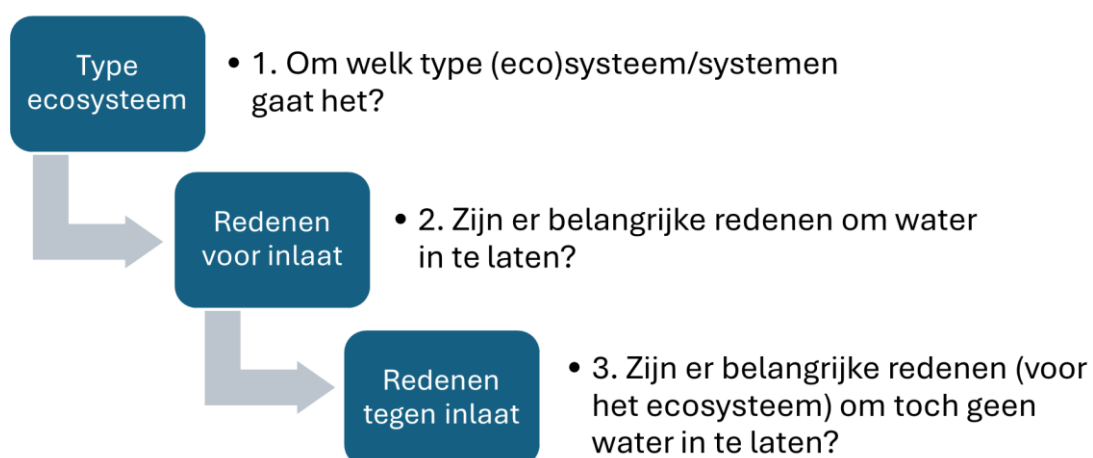 Type
ecosysteem
• 1. Om welk type (eco)systeem/systemen
gaat het?
Redenen
voor inlaat
• 2. Zijn er belangrijke redenen om water
in te laten?
Redenen
tegen inlaat
• 3. Zijn er belangrijke redenen (voor
het ecosysteem) om toch geen
water in te laten?